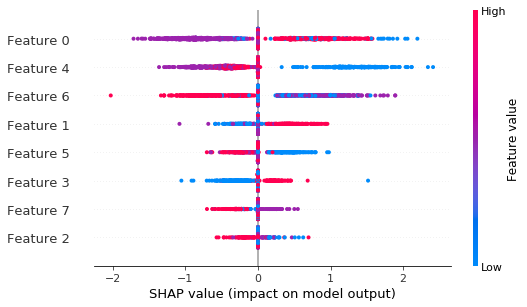 High
Feature 0
Feature 4
Feature 6
Feature 1
Feature 5
Feature 3
Feature 7
Feature 2
Feature value
Low
−2 −1 0 1 2
SHAP value (impact on model output)